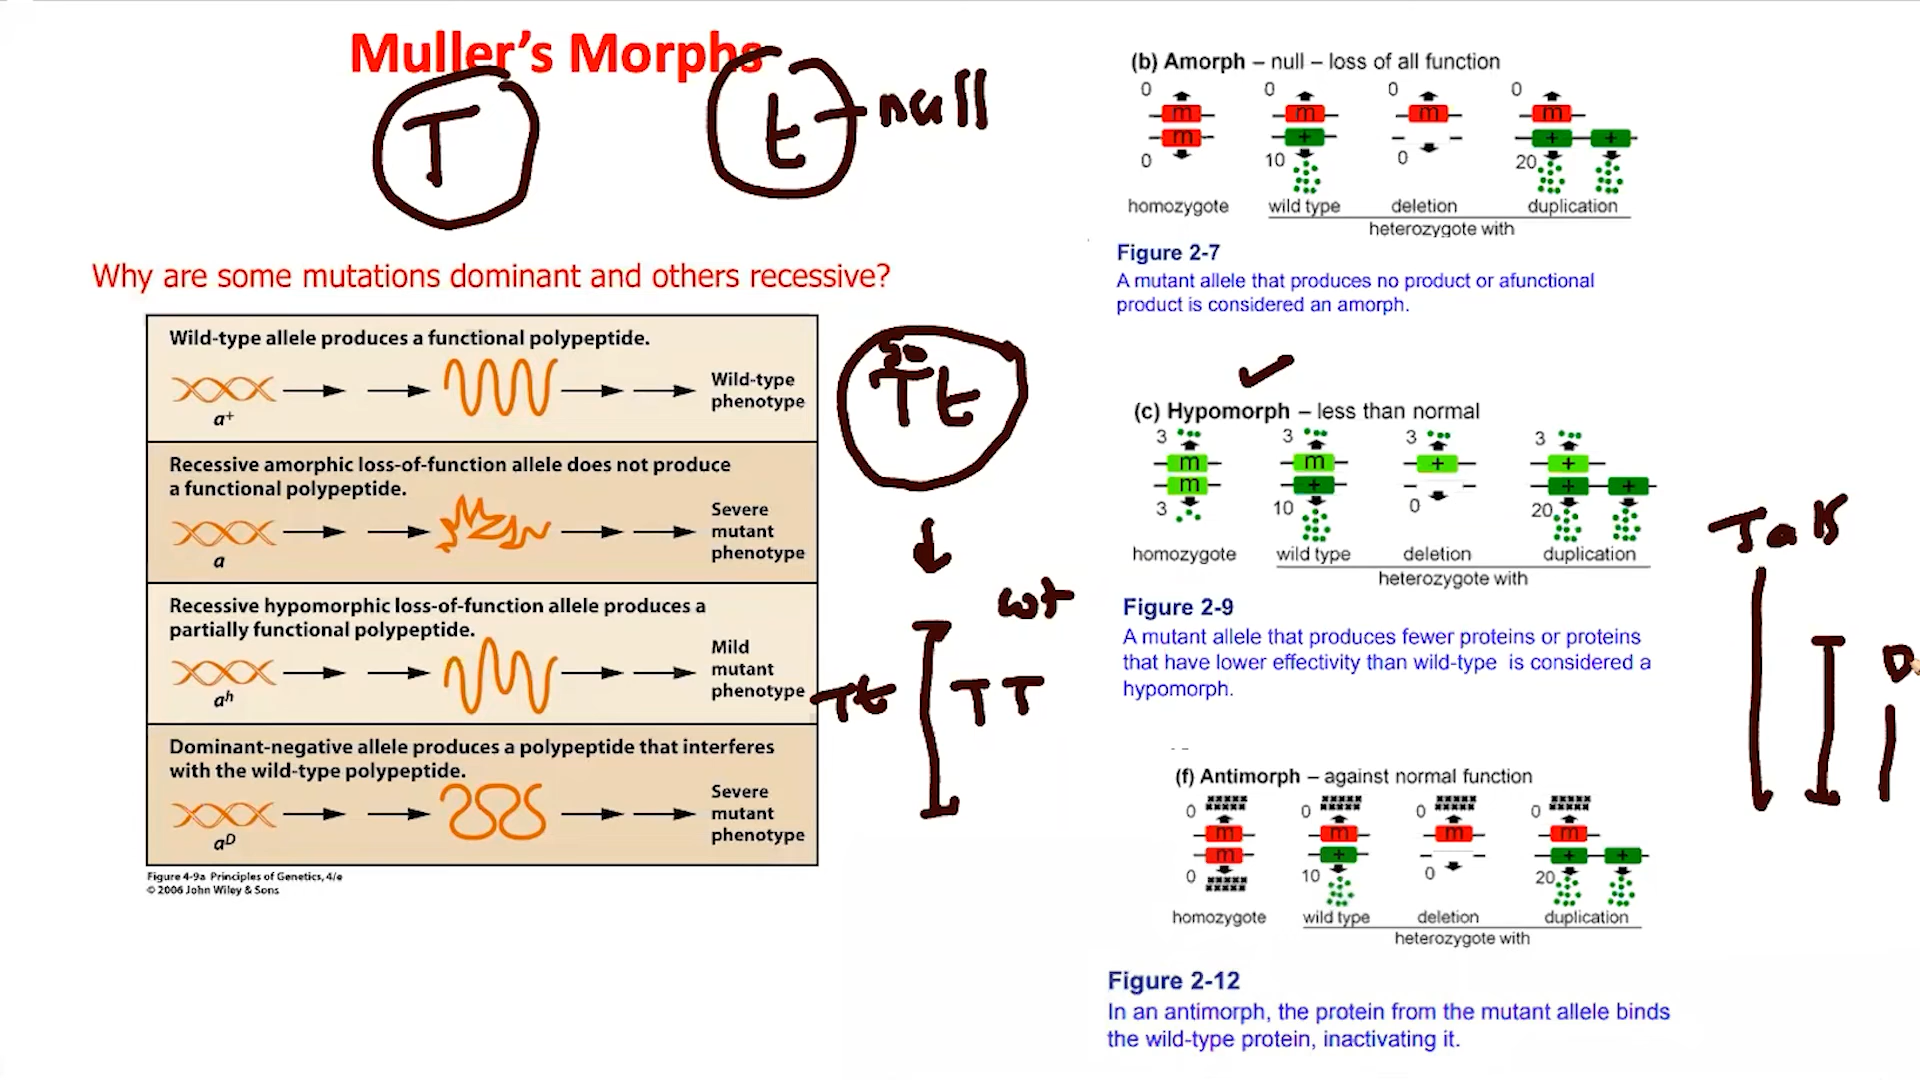 Muller's Morphs
T
t - null
Why are some mutations dominant and others recessive?
Wild-type allele produces a functional polypeptide.
a+
Wild-type
phenotype
Recessive amorphic loss-of-function allele does not produce
a functional polypeptide.
a
Severe
mutant
phenotype
Recessive hypomorphic loss-of-function allele produces a
partially functional polypeptide.
aʰ
Mild
mutant
phenotype
Dominant-negative allele produces a polypeptide that interferes
with the wild-type polypeptide.
aᴰ
Severe
mutant
phenotype
Figure 4-9a Principles of Genetics, 4/e
© 2006 John Wiley & Sons
50
Tt
wt
Tt
TT
(b) Amorph – null – loss of all function
0 0 0 0
m m m m
m + + +
0 10 0 20
homozygote wild type deletion duplication
heterozygote with
Figure 2-7
A mutant allele that produces no product or afunctional
product is considered an amorph.
(c) Hypomorph – less than normal
3 3 3 3
m m + +
m + + +
3 10 0 20
homozygote wild type deletion duplication
heterozygote with
Figure 2-9
A mutant allele that produces fewer proteins or proteins
that have lower effectivity than wild-type is considered a
hypomorph.
(f) Antimorph – against normal function
0 0 0 0
m m m m
m + + +
0 10 0 20
homozygote wild type deletion duplication
heterozygote with
Figure 2-12
In an antimorph, the protein from the mutant allele binds
the wild-type protein, inactivating it.
D